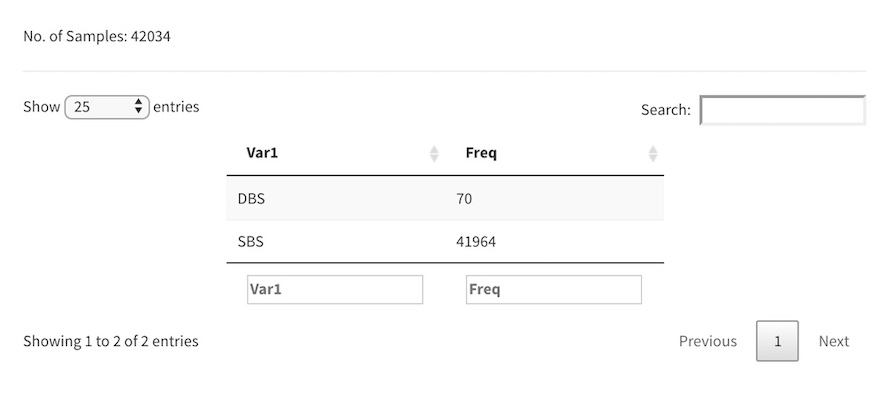 No. of Samples: 42034
Show 25 entries
Search:
Var1 Freq
DBS 70
SBS 41964
Var1 Freq
Showing 1 to 2 of 2 entries
Previous 1 Next